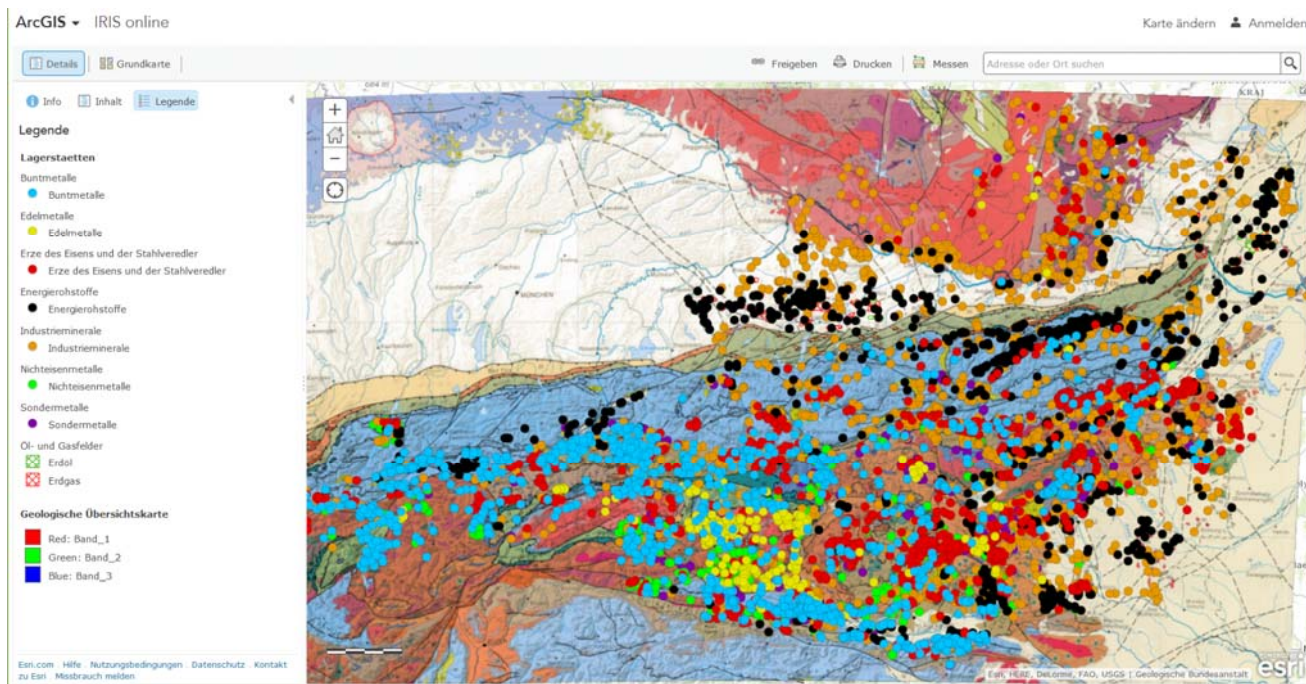 ArcGIS IRIS online
Karte ändern Anmelden
Details Grundkarte
Freigeben Drucken Messen Adresse oder Ort suchen
Info Inhalt Legende
Legende
Lagerstaetten
Buntmetalle
Buntmetalle
Edelmetalle
Edelmetalle
Erze des Eisens und der Stahlveredler
Erze des Eisens und der Stahlveredler
Energierohstoffe
Energierohstoffe
Industrieminerale
Industrieminerale
Nichteisenmetalle
Nichteisenmetalle
Sondermetalle
Sondermetalle
Öl- und Gasfelder
Erdöl
Erdgas
Geologische Übersichtskarte
Red: Band_1
Green: Band_2
Blue: Band_3
Esri.com . Hilfe . Nutzungsbedingungen . Datenschutz . Kontakt
zu Esri . Missbrauch melden
KRAJ
MÜNCHEN
Esri, HERE, DeLorme, FAO, USGS | Geologische Bundesanstalt
esri